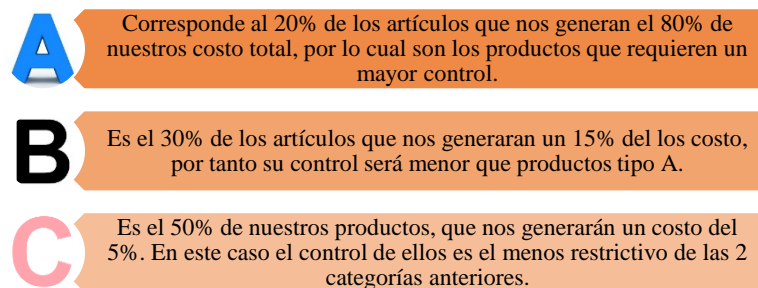 A
Corresponde al 20% de los artículos que nos generan el 80% de
nuestros costo total, por lo cual son los productos que requieren un
mayor control.
B
Es el 30% de los artículos que nos generaran un 15% del los costo,
por tanto su control será menor que productos tipo A.
C
Es el 50% de nuestros productos, que nos generarán un costo del
5%. En este caso el control de ellos es el menos restrictivo de las 2
categorías anteriores.